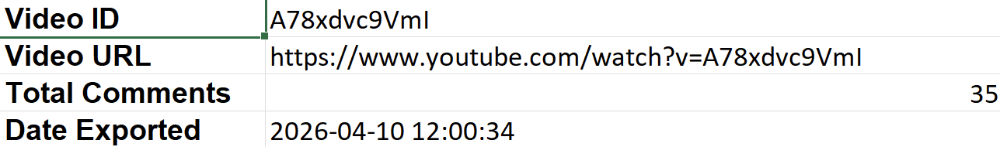 Video ID A78xdvc9VmI
Video URL https://www.youtube.com/watch?v=A78xdvc9VmI
Total Comments 35
Date Exported 2026-04-10 12:00:34